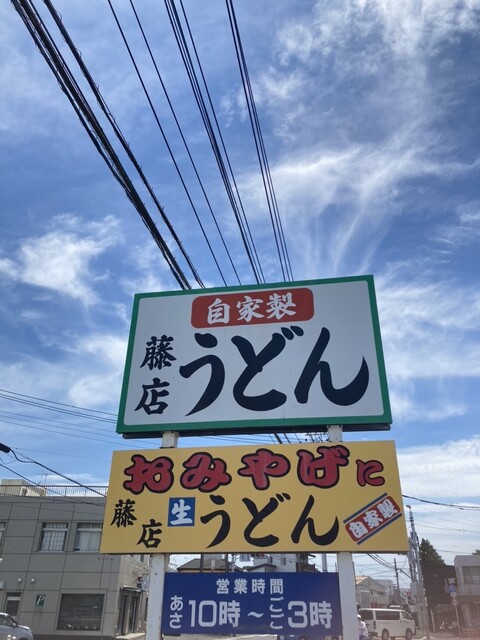 自家製
藤店
うどん
おみやげに
藤店
生
うどん
自家製
営業時間
あさ10時～ごご3時